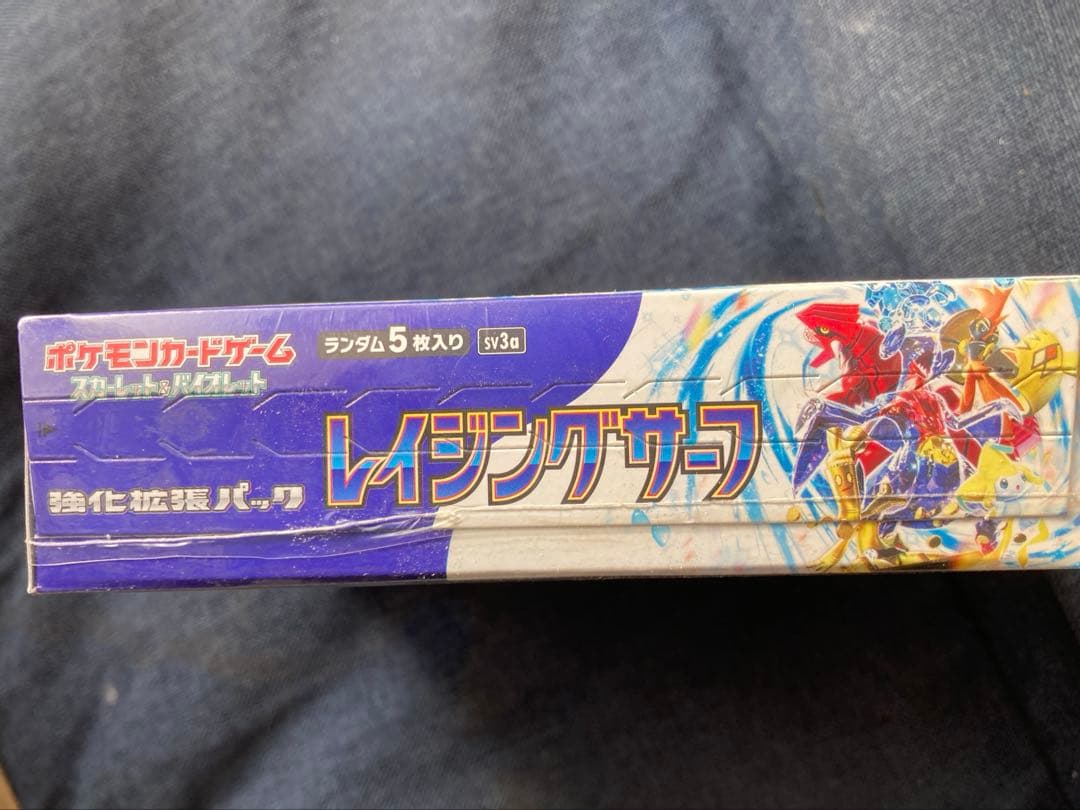 ポケモンカードゲーム
スカーレット&バイオレット
ランダム5枚入り
sv3a
レイジングサーフ
強化拡張パック